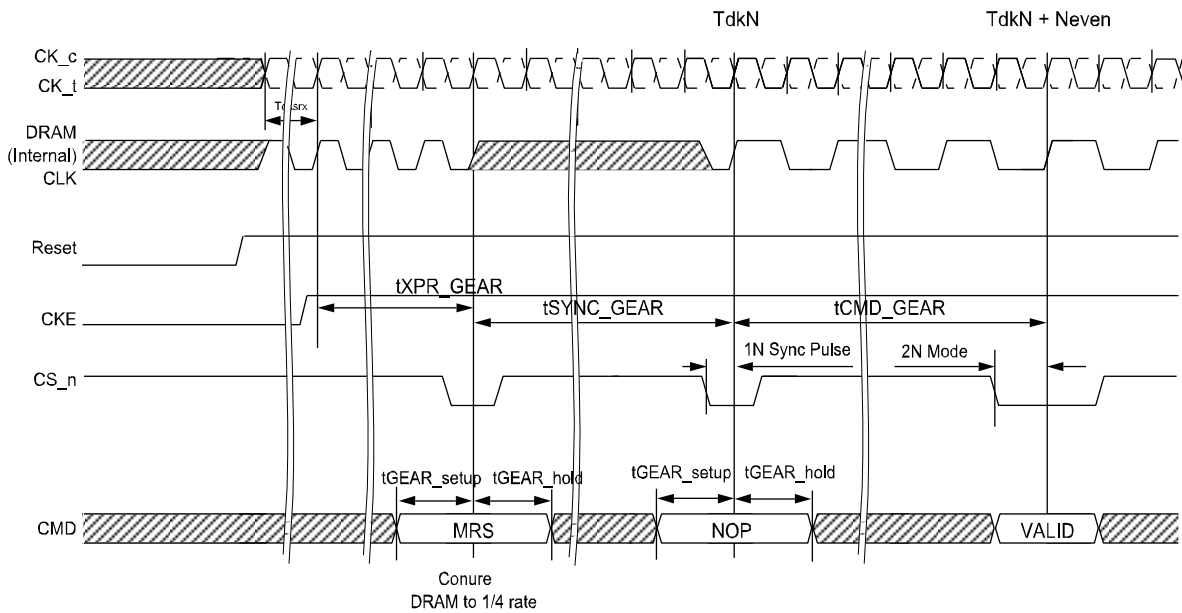 TdkN
TdkN + Neven
CK_c
CK_t
DRAM
(Internal)
CLK
Reset
tXPR_GEAR
tSYNC_GEAR
tCMD_GEAR
CKE
1N Sync Pulse
2N Mode
CS_n
tGEAR_setup
tGEAR_hold
tGEAR_setup
tGEAR_hold
CMD
MRS
NOP
VALID
Conure
DRAM to 1/4 rate